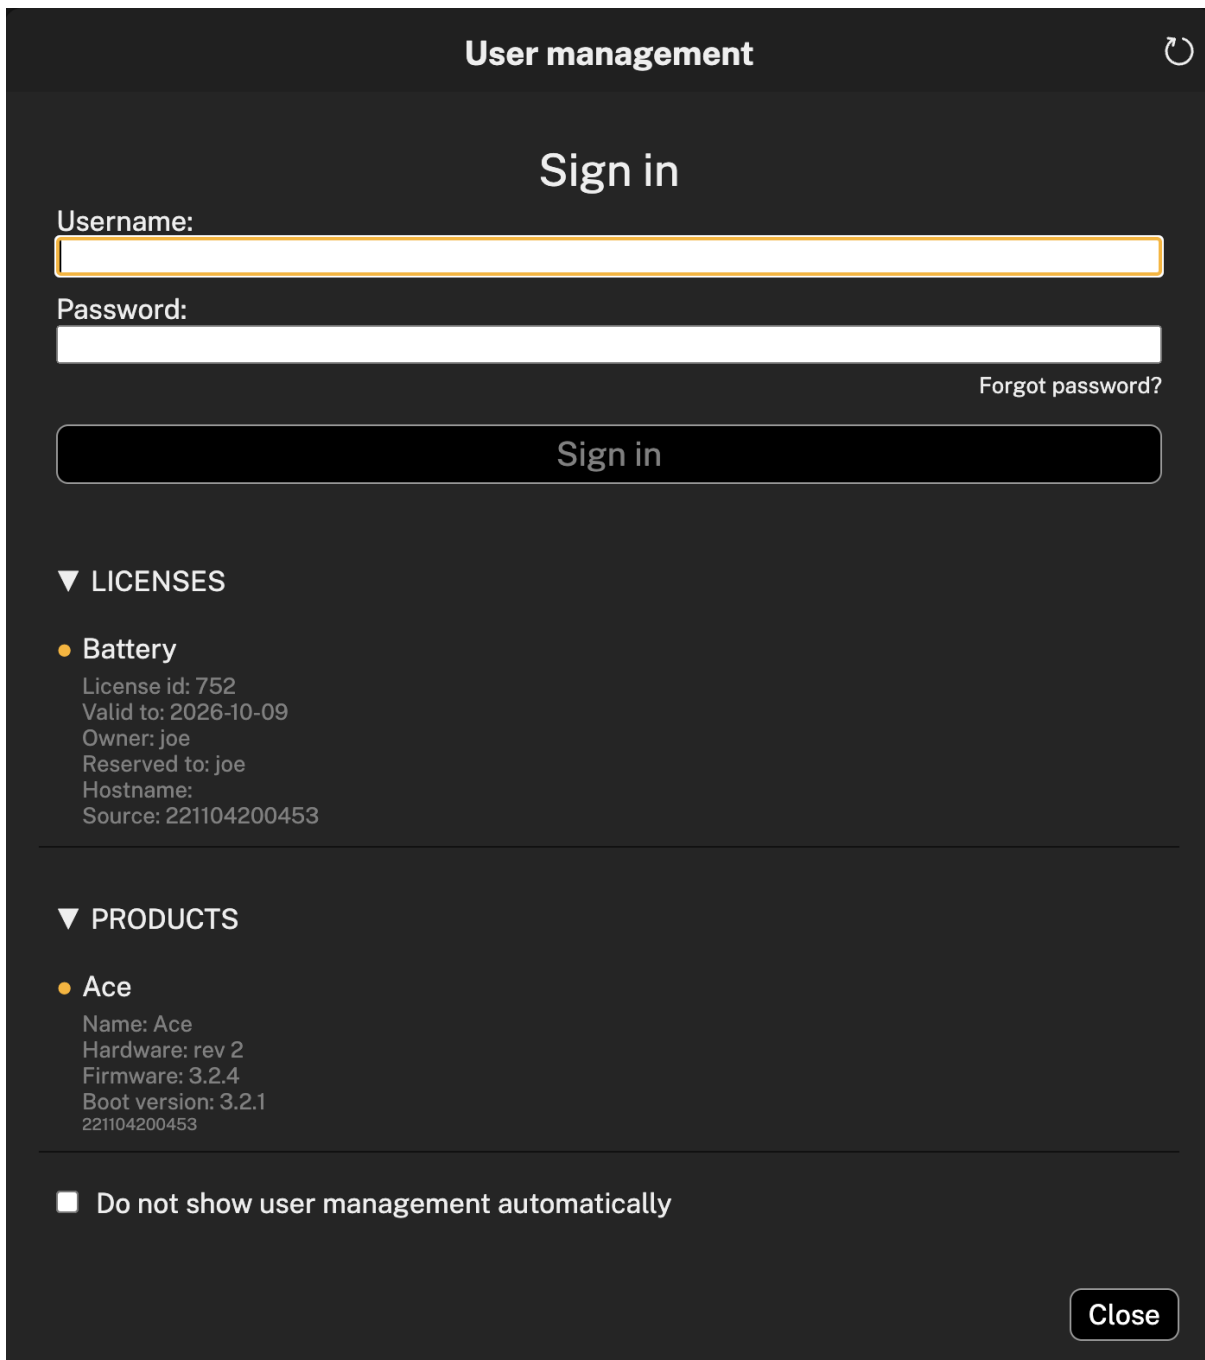 User management
Sign in
Username:
Password:
Forgot password?
Sign in
▼ LICENSES
Battery
License id: 752
Valid to: 2026-10-09
Owner: joe
Reserved to: joe
Hostname:
Source: 221104200453
▼ PRODUCTS
Ace
Name: Ace
Hardware: rev 2
Firmware: 3.2.4
Boot version: 3.2.1
221104200453
Do not show user management automatically
Close